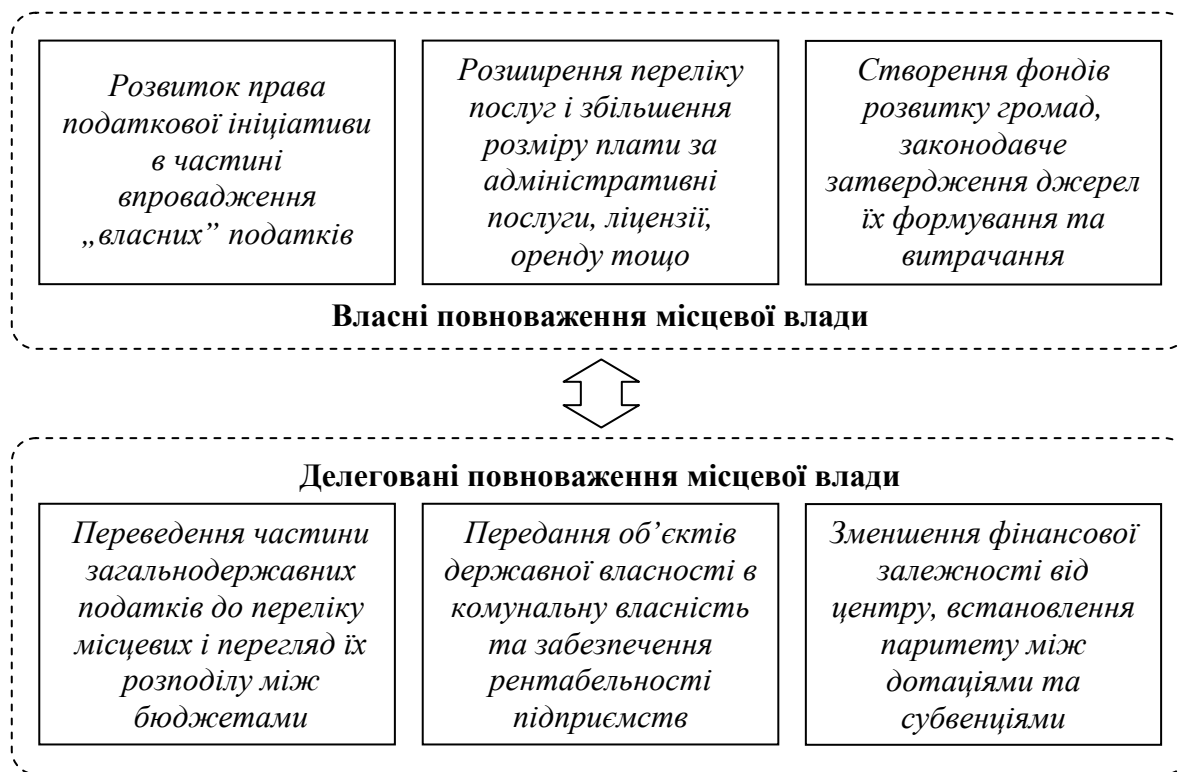 Розвиток права
податкової ініціативи
в частині
впровадження
„власних” податків
Розширення переліку
послуг і збільшення
розміру плати за
адміністративні
послуги, ліцензії,
оренду тощо
Створення фондів
розвитку громад,
законодавче
затвердження джерел
їх формування та
витрачання
Власні повноваження місцевої влади
Делеговані повноваження місцевої влади
Переведення частини
загальнодержавних
податків до переліку
місцевих і перегляд їх
розподілу між
бюджетами
Передання об’єктів
державної власності в
комунальну власність
та забезпечення
рентабельності
підприємств
Зменшення фінансової
залежності від
центру, встановлення
паритету між
дотаціями та
субвенціями